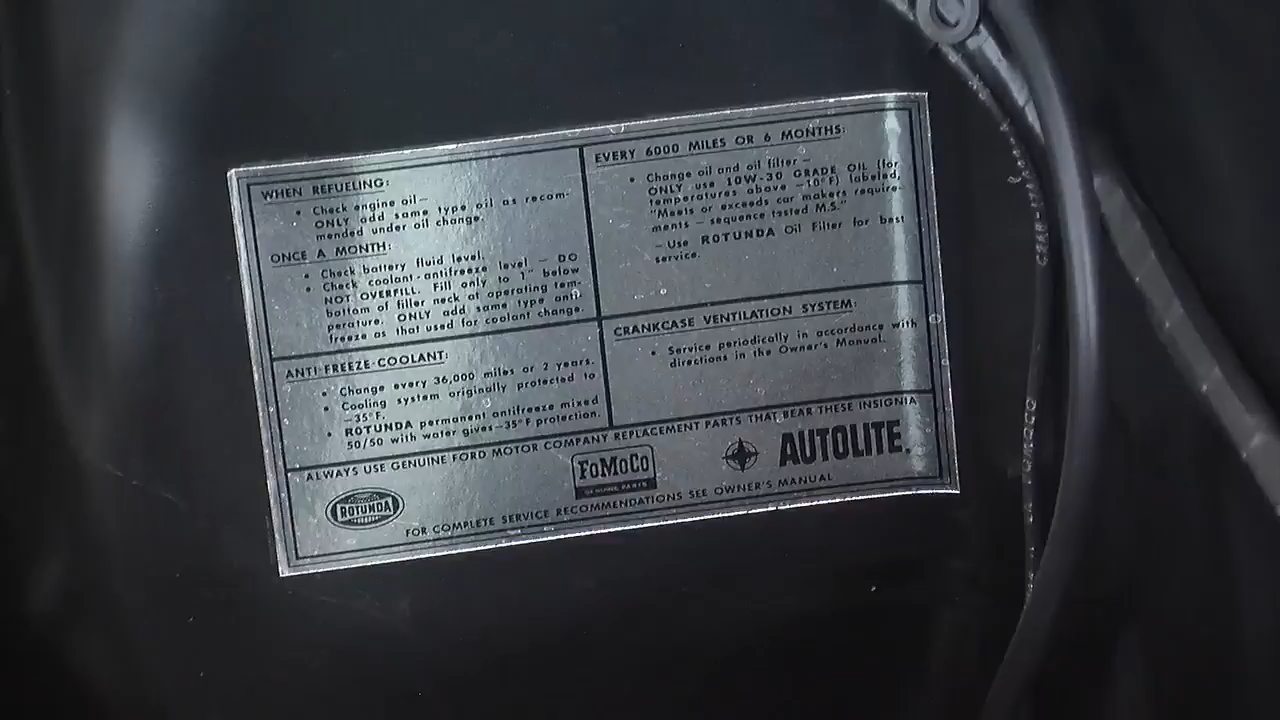 WHEN REFUELING:
• Check engine oil—
ONLY add same type oil as recom-
mended under oil change.
ONCE A MONTH:
• Check battery fluid level.
• Check coolant-antifreeze level — DO
NOT OVERFILL. Fill only to 1" below
bottom of filler neck at operating tem-
perature. ONLY add same type anti-
freeze as that used for coolant change.
ANTI-FREEZE-COOLANT:
• Change every 36,000 miles or 2 years.
• Cooling system originally protected to
—35°F.
• ROTUNDA permanent antifreeze mixed
50/50 with water gives—35°F protection.
EVERY 6000 MILES OR 6 MONTHS:
• Change oil and oil filter —
ONLY use 10W-30 GRADE OIL (for
temperatures above —10°F) labeled,
"Meets or exceeds car makers require-
ments — sequence tested M.S."
— Use ROTUNDA Oil Filter for best
service.
CRANKCASE VENTILATION SYSTEM:
• Service periodically in accordance with
directions in the Owner's Manual.
ALWAYS USE GENUINE FORD MOTOR COMPANY REPLACEMENT PARTS THAT BEAR THESE INSIGNIA
ROTUNDA
FoMoCo
GENUINE PARTS
AUTOLITE.
FOR COMPLETE SERVICE RECOMMENDATIONS SEE OWNER'S MANUAL